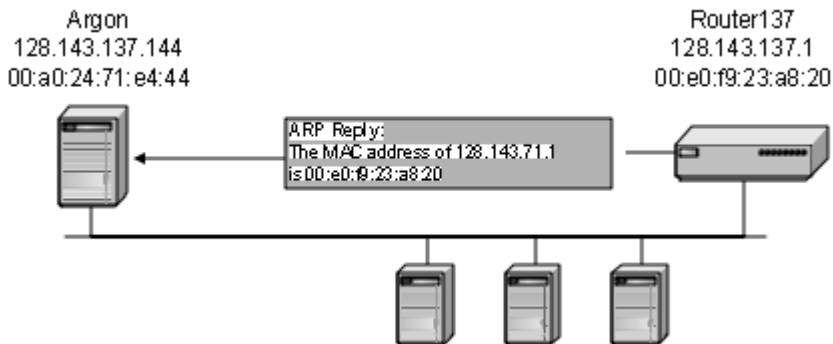 Argon
128.143.137.144
00:a0:24:71:e4:44
Router137
128.143.137.1
00:e0:f9:23:a8:20
ARP Reply:
The MAC address of 128.143.71.1
is 00:e0:f9:23:a8:20